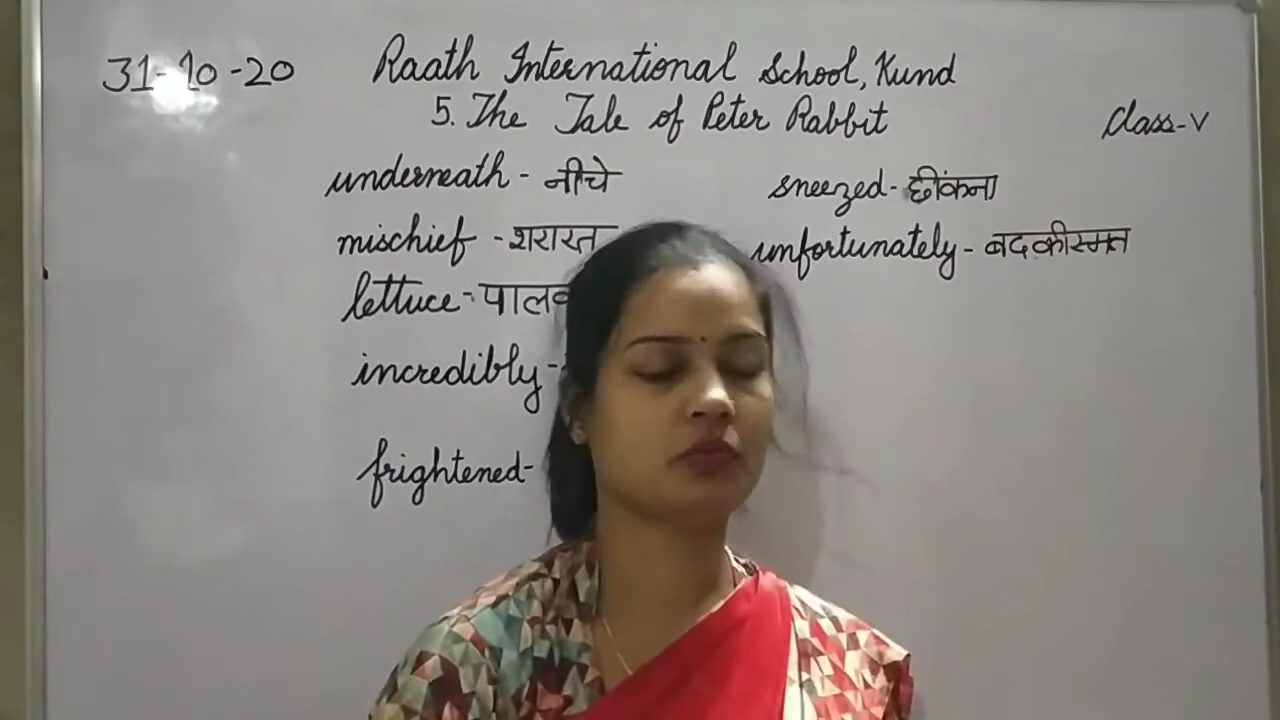 31-10-20 Raath International School, Kund
5. The Tale of Peter Rabbit Class-V
underneath - नीचे
mischief - शरारत
lettuce -
incredibly -
frightened-
sneezed- छींकना
unfortunately - बदकीस्मत